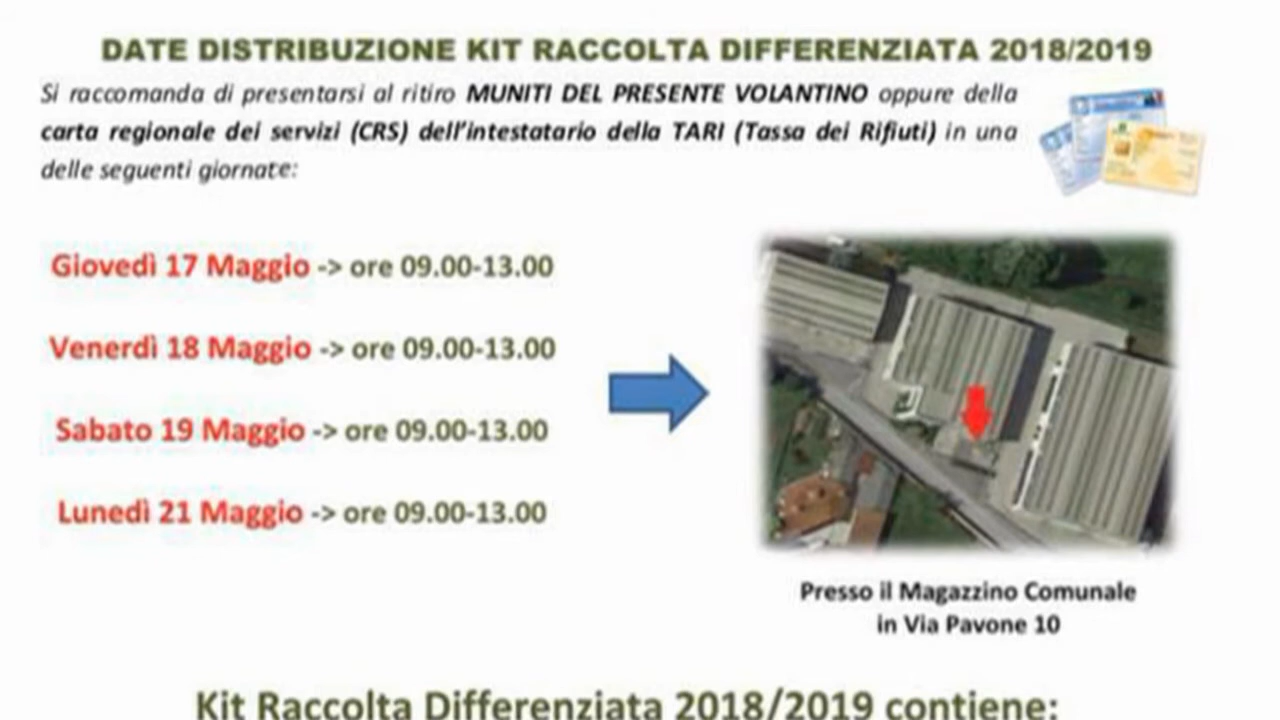 DATE DISTRIBUZIONE KIT RACCOLTA DIFFERENZIATA 2018/2019
Si raccomanda di presentarsi al ritiro MUNITI DEL PRESENTE VOLANTINO oppure della
carta regionale dei servizi (CRS) dell'intestatario della TARI (Tassa dei Rifiuti) in una
delle seguenti giornate:
Giovedì 17 Maggio -> ore 09.00-13.00
Venerdì 18 Maggio -> ore 09.00-13.00
Sabato 19 Maggio -> ore 09.00-13.00
Lunedì 21 Maggio -> ore 09.00-13.00
Presso il Magazzino Comunale
in Via Pavone 10
Kit Raccolta Differenziata 2018/2019 contiene: